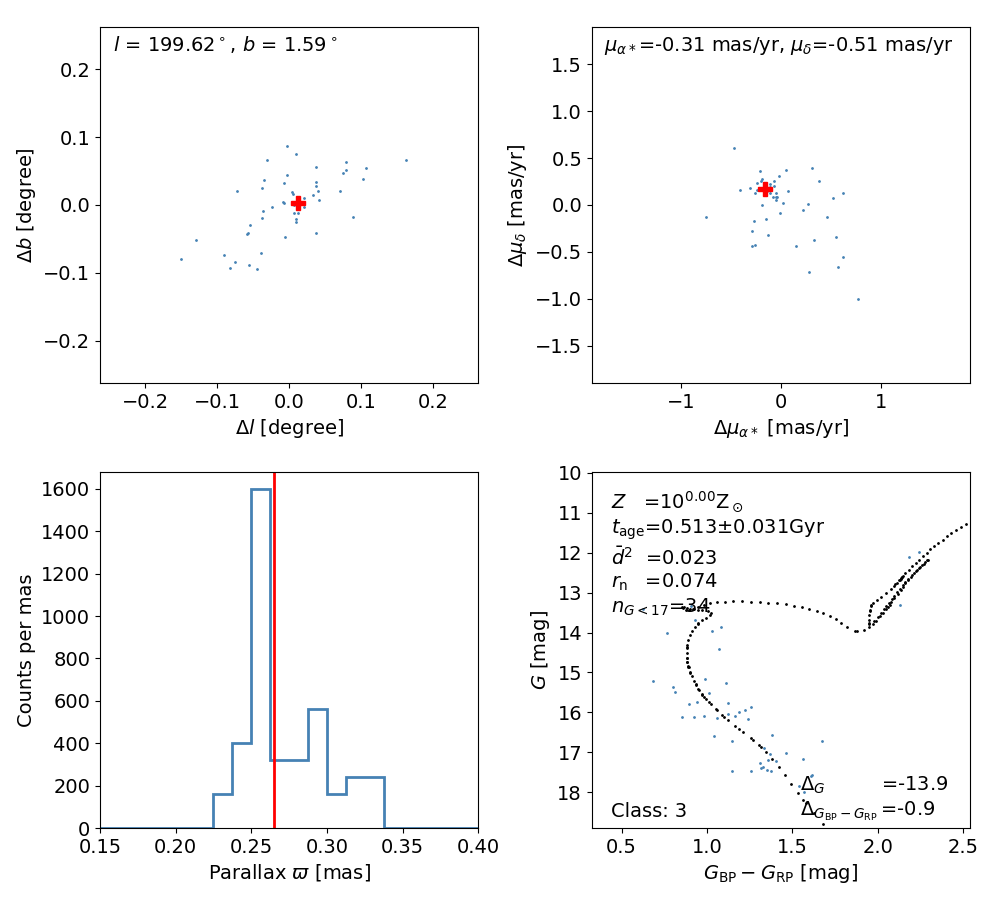 l = 199.62°, b = 1.59°
0.2
0.1
0.0
−0.1
−0.2
Δb [degree]
−0.2 −0.1 0.0 0.1 0.2
Δl [degree]
μα*=-0.31 mas/yr, μδ=-0.51 mas/yr
1.5
1.0
0.5
0.0
−0.5
−1.0
−1.5
Δμδ [mas/yr]
−1 0 1
Δμα* [mas/yr]
1600
1400
1200
1000
800
600
400
200
0
Counts per mas
0.15 0.20 0.25 0.30 0.35 0.40
Parallax ϖ [mas]
10
11
12
13
14
15
16
17
18
G [mag]
Z =10^0.00 Z⊙
t_age=0.513±0.031Gyr
d̄² =0.023
r_n =0.074
n_G<17=34
Δ_G =-13.9
Δ_GBP−GRP=-0.9
Class: 3
0.5 1.0 1.5 2.0 2.5
G_BP − G_RP [mag]